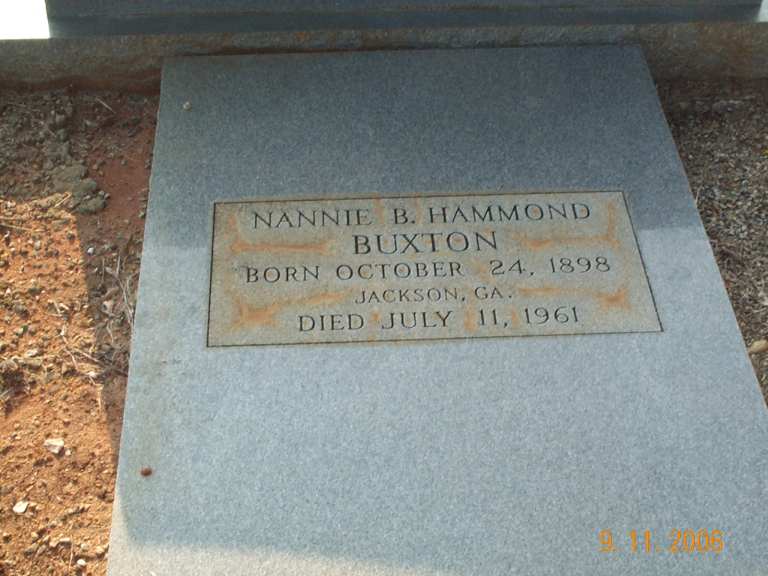 NANNIE B. HAMMOND
BUXTON
BORN OCTOBER 24, 1898
JACKSON, GA.
DIED JULY 11, 1961
9. 11. 2006